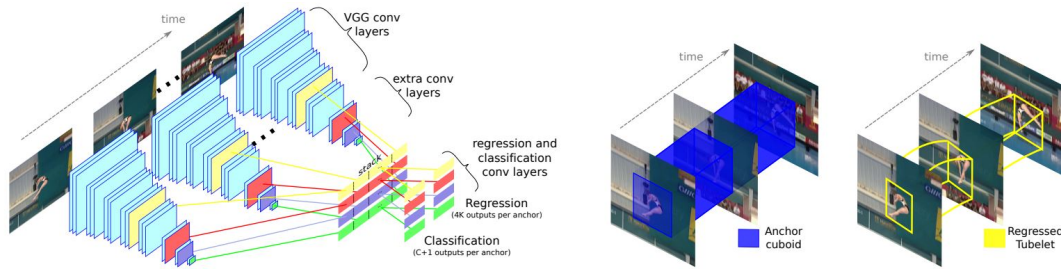 time
VGG conv
layers
extra conv
layers
stack
regression and
classification
conv layers
Regression
(4K outputs per anchor)
Classification
(C+1 outputs per anchor)
time
Anchor
cuboid
time
Regressed
Tubelet